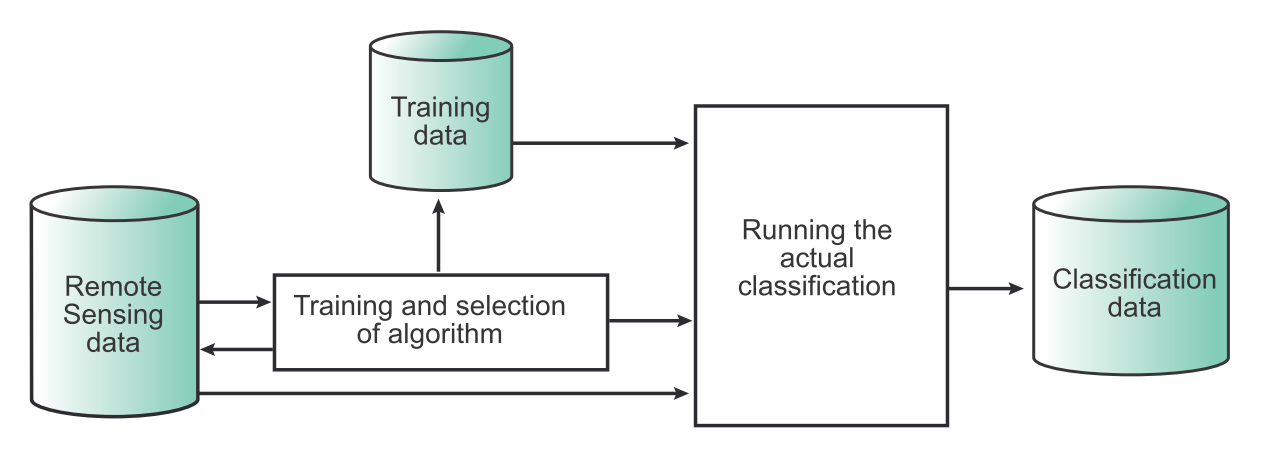 Training
data
Remote
Sensing
data
Training and selection
of algorithm
Running the
actual
classification
Classification
data